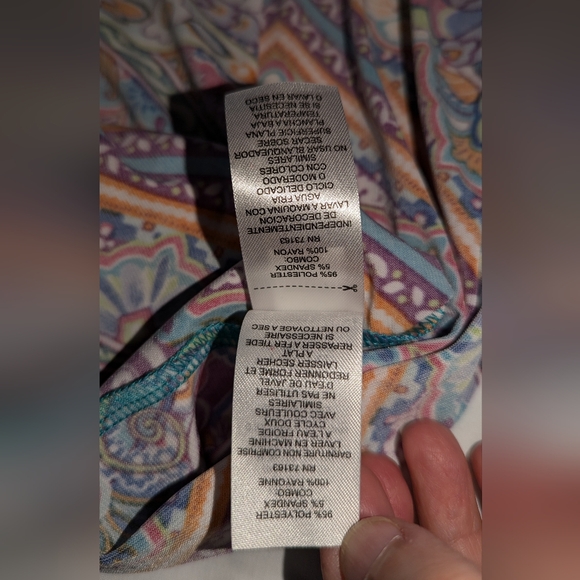 95% POLYESTER
5% SPANDEX
COMBO:
100% RAYONNE
RN 73163
GARNITURE NON COMPRISE
LAVER EN MACHINE
A L'EAU FROIDE
CYCLE DOUX
AVEC COULEURS
SIMILAIRES
NE PAS UTILISER
D'EAU DE JAVEL
REDONNER FORME ET
LAISSER SECHER
A PLAT
REPASSER A FER TIEDE
SI NECESSAIRE
OU NETTOYAGE A SEC
95% POLIESTER
5% SPANDEX
COMBO:
100% RAYON
RN 73163
INDEPENDIENTEMENTE
DE DECORACION
LAVAR A MAQUINA CON
AGUA FRIA
CICLO DELICADO
O MODERADO
CON COLORES
SIMILARES
NO USAR BLANQUEADOR
SECAR SOBRE
SUPERFICIE PLANA
PLANCHA BAJA
TEMPERATURA
SI SE NECESITA
O LAVAR EN SECO